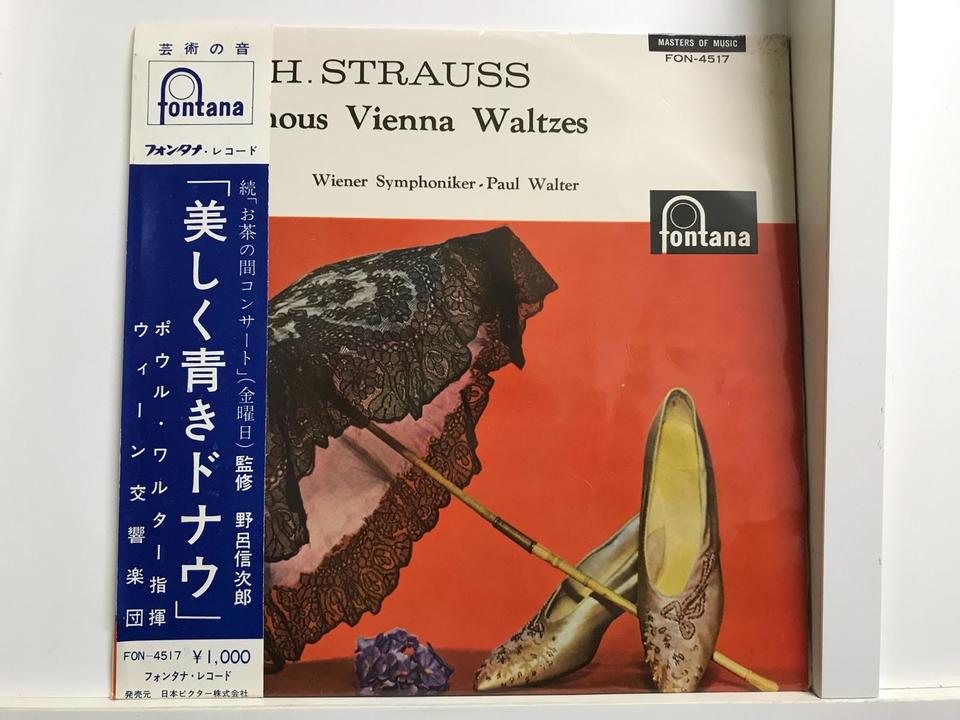 芸術の音
fontana
フォンタナ・レコード
続「お茶の間コンサート」(金曜日) 監修 野呂信次郎
「美しく青きドナウ」
ポウル・ワルター指揮
ウィーン交響楽団
FON-4517 ¥1,000
フォンタナ・レコード
発売元 日本ビクター株式会社
MASTERS OF MUSIC
FON-4517
H. STRAUSS
Vienna Waltzes
Wiener Symphoniker - Paul Walter
fontana